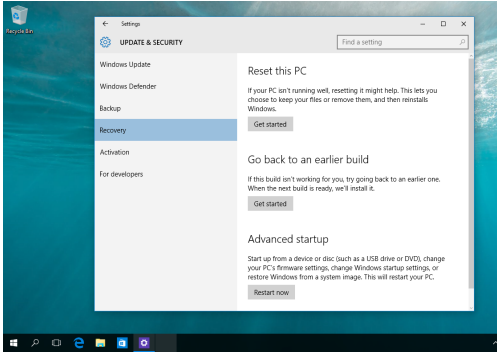 Recycle Bin
Settings
UPDATE & SECURITY
Find a setting
Windows Update
Windows Defender
Backup
Recovery
Activation
For developers
Reset this PC
If your PC isn't running well, resetting it might help. This lets you
choose to keep your files or remove them, and then reinstalls
Windows.
Get started
Go back to an earlier build
If this build isn't working for you, try going back to an earlier one.
When the next build is ready, we'll install it.
Get started
Advanced startup
Start up from a device or disc (such as a USB drive or DVD), change
your PC's firmware settings, change Windows startup settings, or
restore Windows from a system image. This will restart your PC.
Restart now